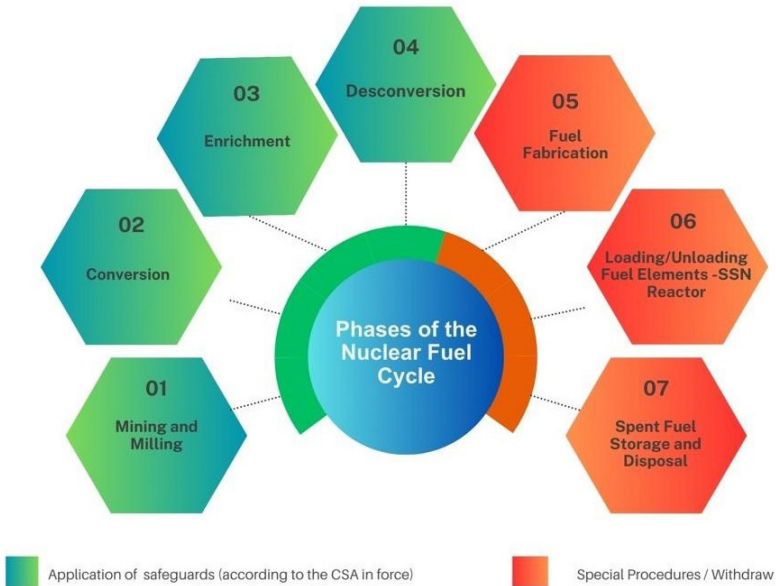 04
Desconversion
03
Enrichment
05
Fuel
Fabrication
02
Conversion
06
Loading/Unloading
Fuel Elements -SSN
Reactor
Phases of the
Nuclear Fuel
Cycle
01
Mining and
Milling
07
Spent Fuel
Storage and
Disposal
Application of safeguards (according to the CSA in force)
Special Procedures / Withdraw